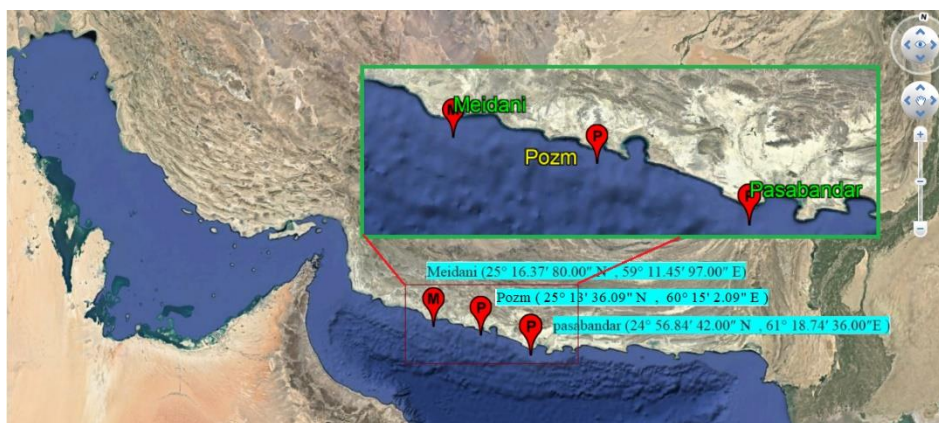 N
Meidani
M
P
Pozm
Pasabandar
Meidani (25° 16.37' 80.00" N , 59° 11.45' 97.00" E)
M
Pozm ( 25° 13' 36.09" N , 60° 15' 2.09" E )
P
pasabandar (24° 56.84' 42.00" N , 61° 18.74' 36.00"E )
P